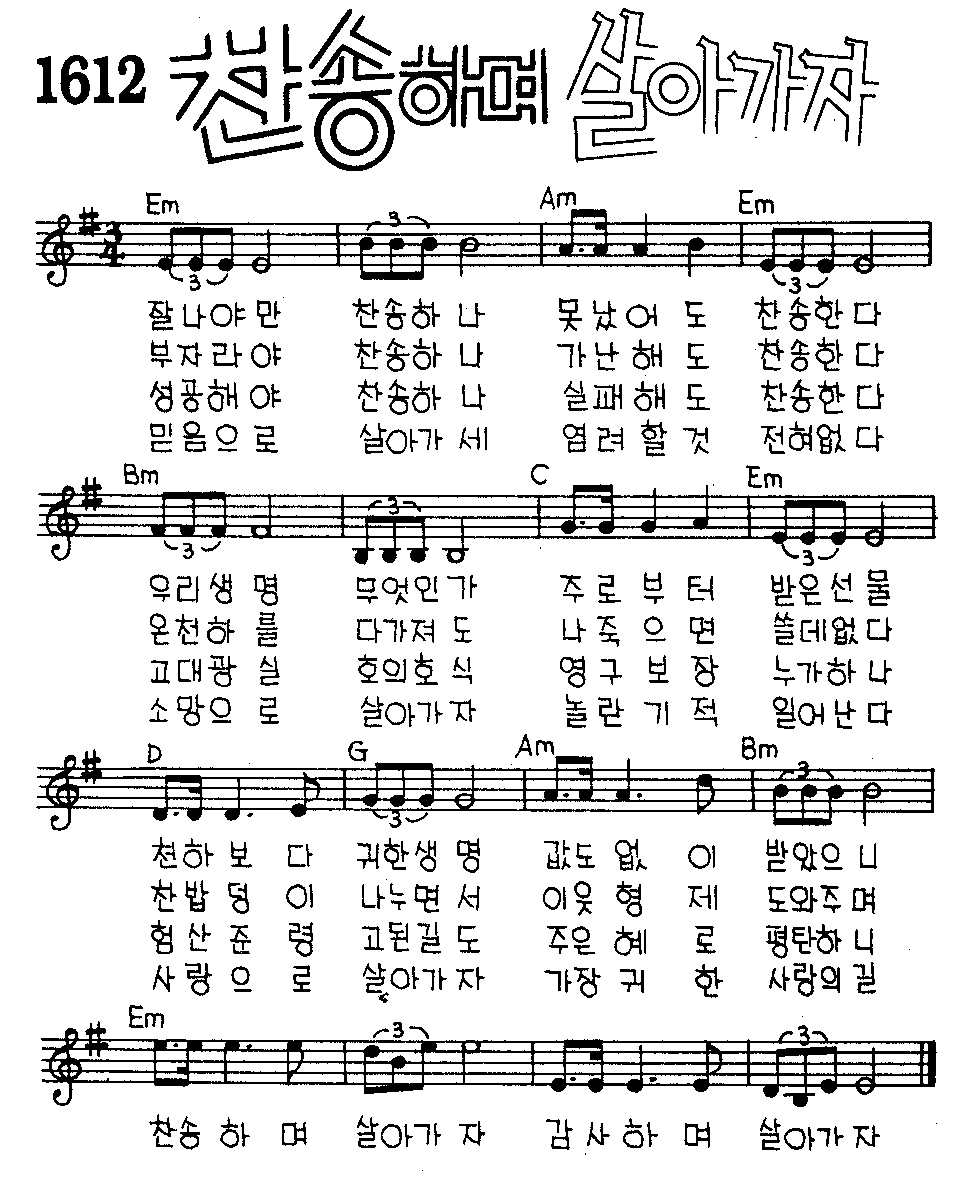 1612 찬송하며 살아가자
Em Am Em
3 3
잘나야만 찬송하나 못났어도 찬송한다
부자라야 찬송하나 가난해도 찬송한다
성공해야 찬송하나 실패해도 찬송한다
믿음으로 살아가세 염려할것 전혀없다
Bm C Em
3 3 3
우리생명 무엇인가 주로부터 받은선물
온천하를 다가져도 나죽으면 쓸데없다
고대광실 호의호식 영구보장 누가하나
소망으로 살아가자 놀란기적 일어난다
D G Am Bm
3 3
천하보다 귀한생명 값도없이 받았으니
찬밥덩이 나누면서 이웃형제 도와주며
험산준령 고된길도 주은혜로 평탄하니
사랑으로 살아가자 가장귀한 사랑의길
Em
3 3
찬송하며 살아가자 감사하며 살아가자